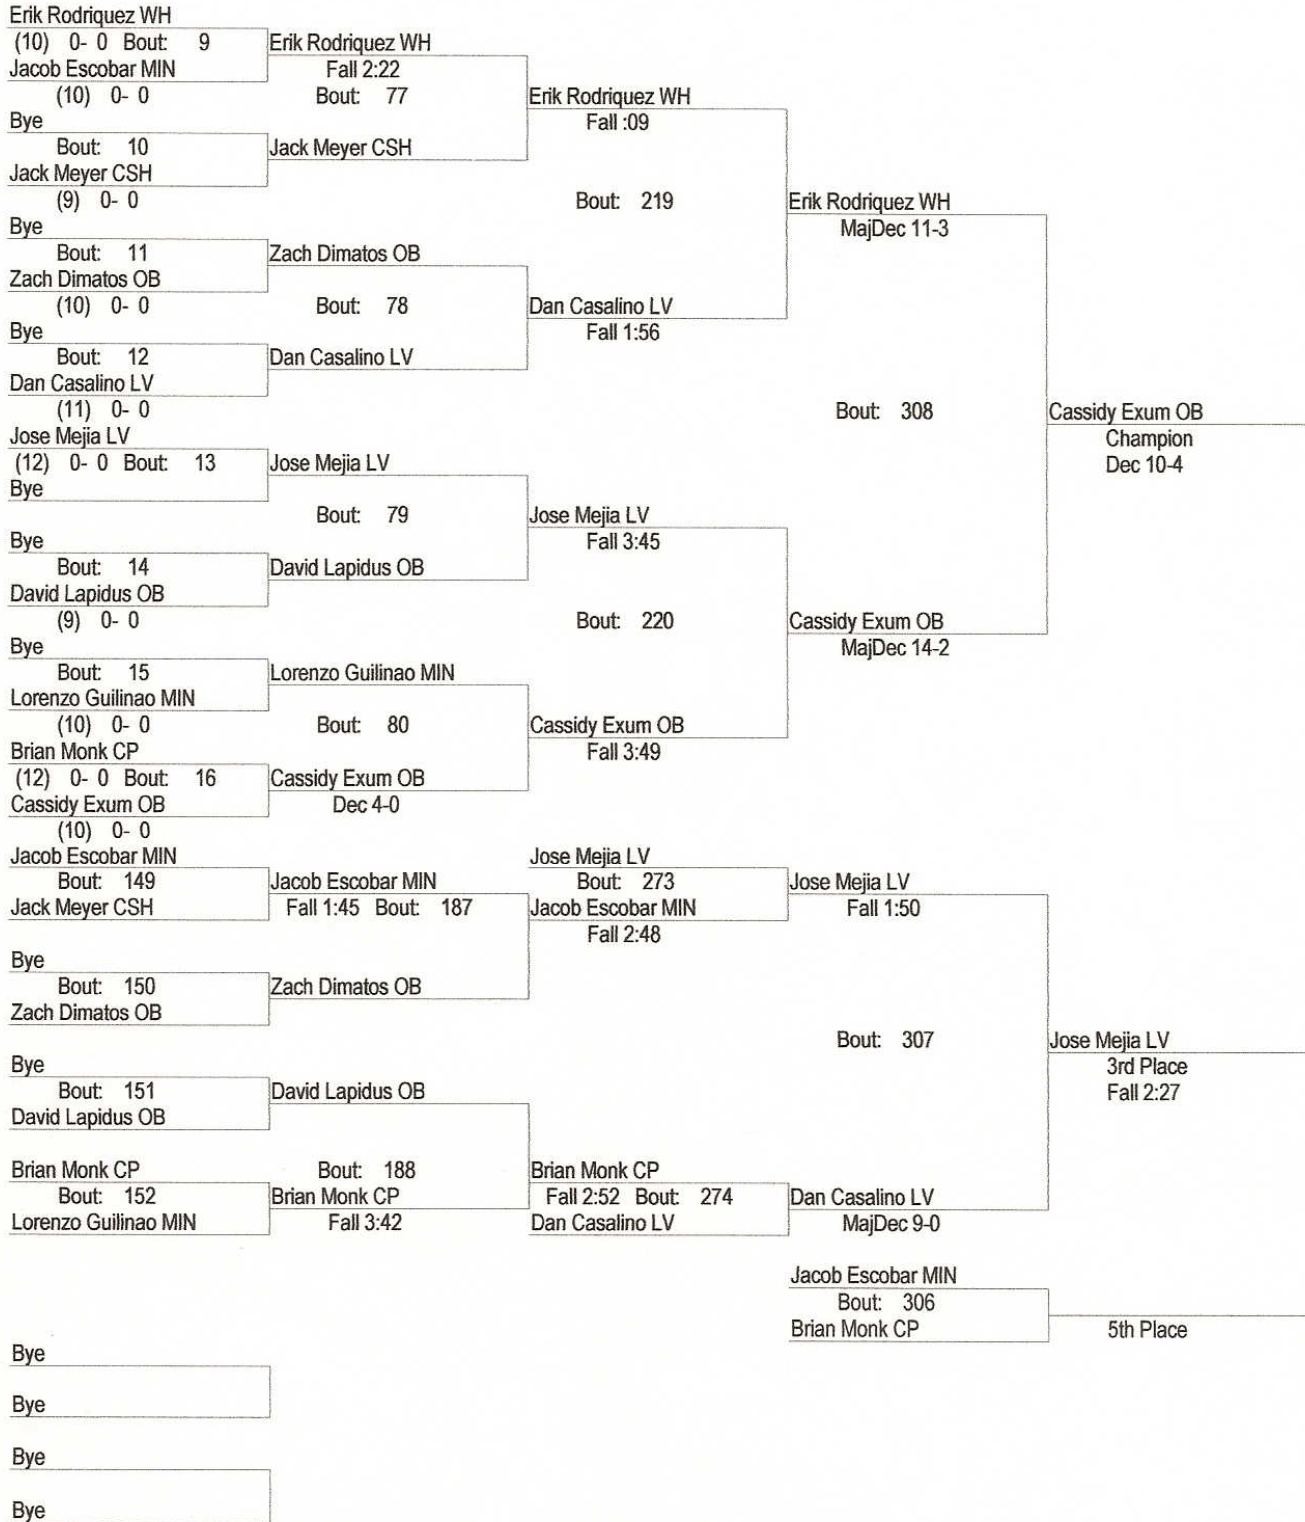 Erik Rodriquez WH
(10) 0- 0 Bout: 9 Erik Rodriquez WH
Jacob Escobar MIN Fall 2:22
(10) 0- 0 Bout: 77 Erik Rodriquez WH
Bye Fall :09
Bout: 10 Jack Meyer CSH
Jack Meyer CSH
(9) 0- 0 Bout: 219 Erik Rodriquez WH
Bye MajDec 11-3
Bout: 11 Zach Dimatos OB
Zach Dimatos OB
(10) 0- 0 Bout: 78 Dan Casalino LV
Bye Fall 1:56
Bout: 12 Dan Casalino LV
Dan Casalino LV
(11) 0- 0 Bout: 308 Cassidy Exum OB
Jose Mejia LV Champion
(12) 0- 0 Bout: 13 Jose Mejia LV Dec 10-4
Bye
Bout: 79 Jose Mejia LV
Bye Fall 3:45
Bout: 14 David Lapidus OB
David Lapidus OB
(9) 0- 0 Bout: 220 Cassidy Exum OB
Bye MajDec 14-2
Bout: 15 Lorenzo Guilinao MIN
Lorenzo Guilinao MIN
(10) 0- 0 Bout: 80 Cassidy Exum OB
Brian Monk CP Fall 3:49
(12) 0- 0 Bout: 16 Cassidy Exum OB
Cassidy Exum OB Dec 4-0
(10) 0- 0
Jacob Escobar MIN Jose Mejia LV
Bout: 149 Jacob Escobar MIN Bout: 273 Jose Mejia LV
Jack Meyer CSH Fall 1:45 Bout: 187 Jacob Escobar MIN Fall 1:50
Fall 2:48
Bye
Bout: 150 Zach Dimatos OB
Zach Dimatos OB
Bout: 307 Jose Mejia LV
Bye 3rd Place
Bout: 151 David Lapidus OB Fall 2:27
David Lapidus OB
Brian Monk CP Bout: 188 Brian Monk CP
Bout: 152 Brian Monk CP Fall 2:52 Bout: 274 Dan Casalino LV
Lorenzo Guilinao MIN Fall 3:42 Dan Casalino LV MajDec 9-0
Jacob Escobar MIN
Bout: 306
Brian Monk CP 5th Place
Bye
Bye
Bye
Bye